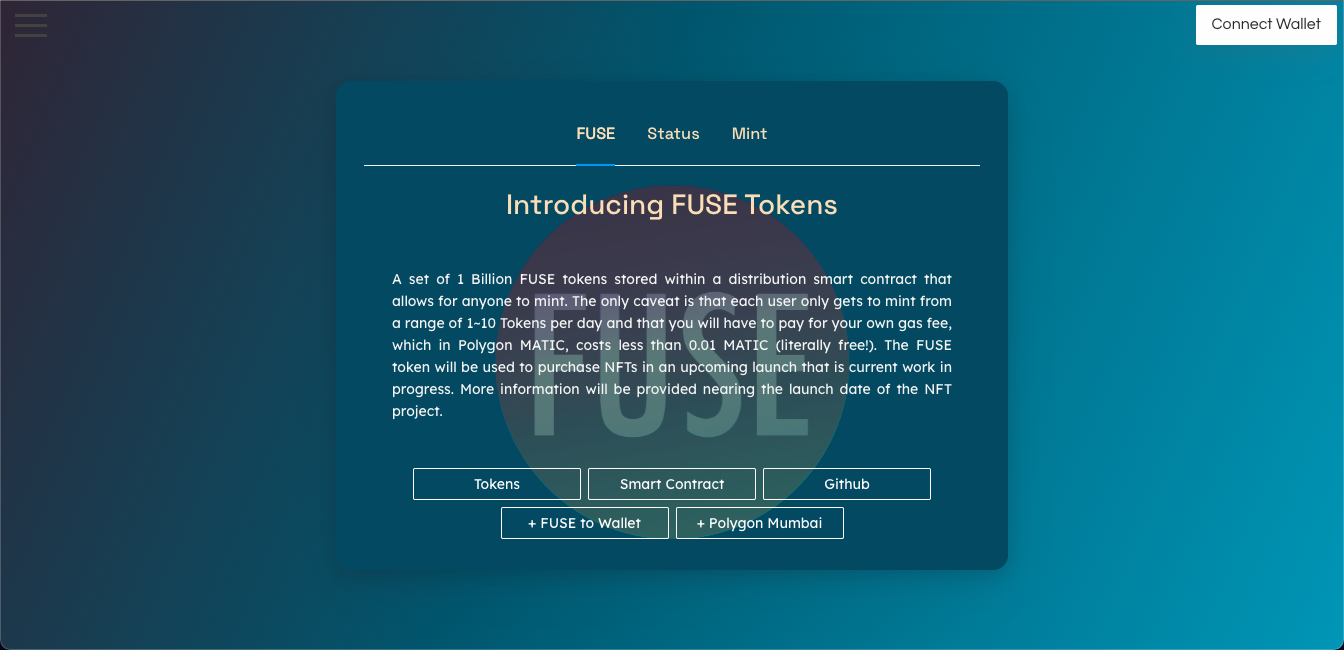 Connect Wallet
FUSE Status Mint
Introducing FUSE Tokens
A set of 1 Billion FUSE tokens stored within a distribution smart contract that
allows for anyone to mint. The only caveat is that each user only gets to mint from
a range of 1~10 Tokens per day and that you will have to pay for your own gas fee,
which in Polygon MATIC, costs less than 0.01 MATIC (literally free!). The FUSE
token will be used to purchase NFTs in an upcoming launch that is current work in
progress. More information will be provided nearing the launch date of the NFT
project.
FUSE
Tokens Smart Contract Github
+ FUSE to Wallet + Polygon Mumbai